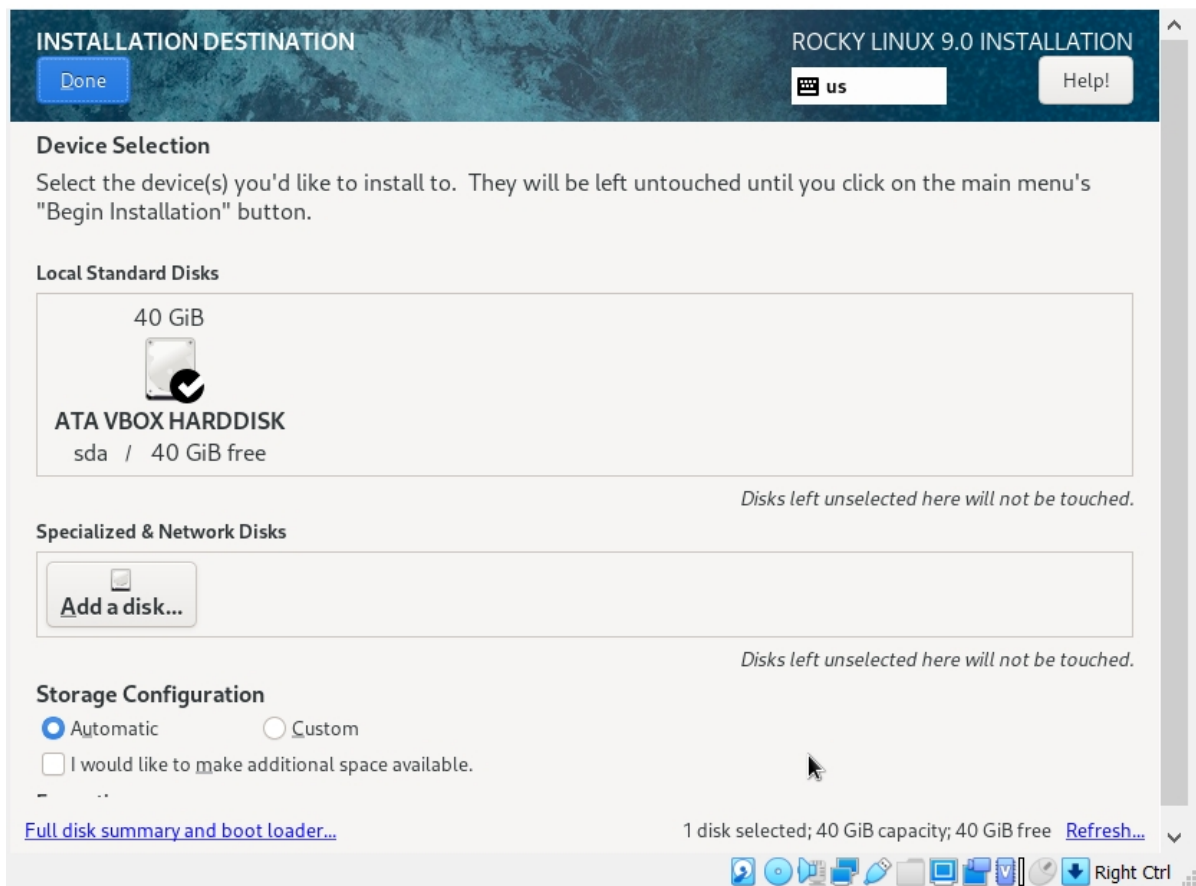 INSTALLATION DESTINATION
ROCKY LINUX 9.0 INSTALLATION
Done
us
Help!
Device Selection
Select the device(s) you'd like to install to.  They will be left untouched until you click on the main menu's
"Begin Installation" button.
Local Standard Disks
40 GiB
ATA VBOX HARDDISK
sda / 40 GiB free
Disks left unselected here will not be touched.
Specialized & Network Disks
Add a disk...
Disks left unselected here will not be touched.
Storage Configuration
Automatic Custom
I would like to make additional space available.
Full disk summary and boot loader... 1 disk selected; 40 GiB capacity; 40 GiB free Refresh...
Right Ctrl